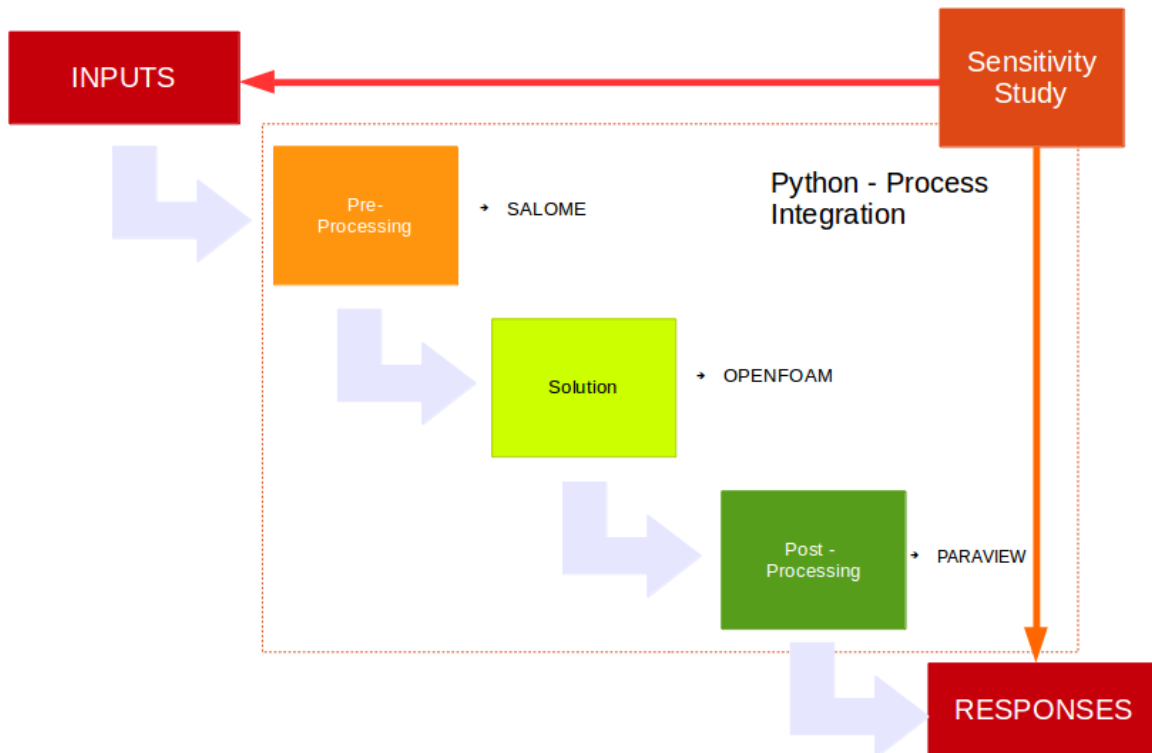 INPUTS
Sensitivity
Study
Python - Process
Integration
Pre-
Processing
SALOME
Solution
OPENFOAM
Post -
Processing
PARAVIEW
RESPONSES